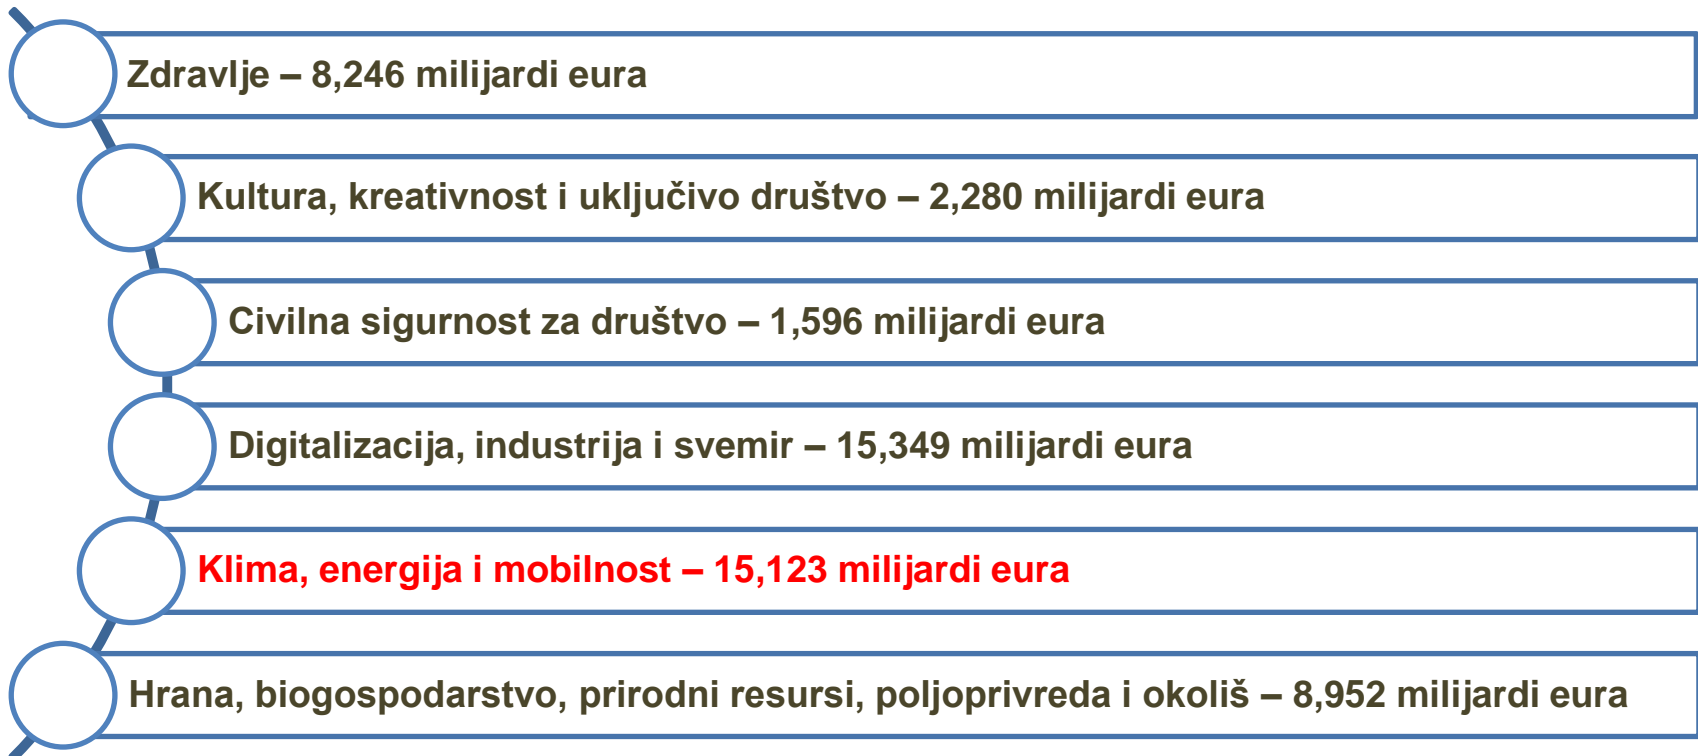 Zdravlje – 8,246 milijardi eura
Kultura, kreativnost i uključivo društvo – 2,280 milijardi eura
Civilna sigurnost za društvo – 1,596 milijardi eura
Digitalizacija, industrija i svemir – 15,349 milijardi eura
Klima, energija i mobilnost – 15,123 milijardi eura
Hrana, biogospodarstvo, prirodni resursi, poljoprivreda i okoliš – 8,952 milijardi eura